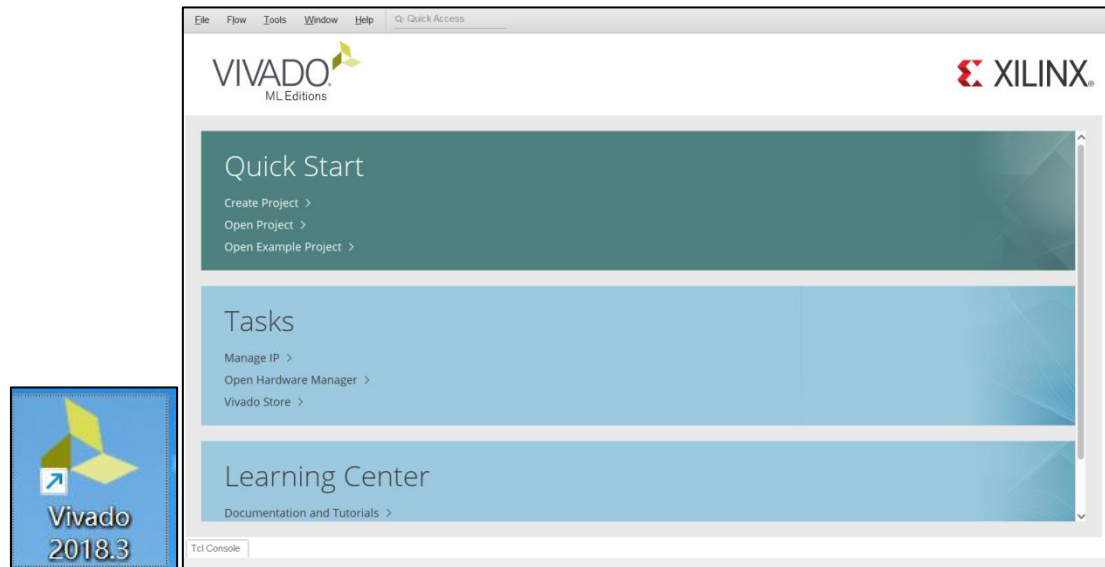 File Flow Tools Window Help Quick Access
VIVADO.
ML Editions
XILINX.
Quick Start
Create Project >
Open Project >
Open Example Project >
Tasks
Manage IP >
Open Hardware Manager >
Vivado Store >
Learning Center
Documentation and Tutorials >
Tcl Console
Vivado
2018.3